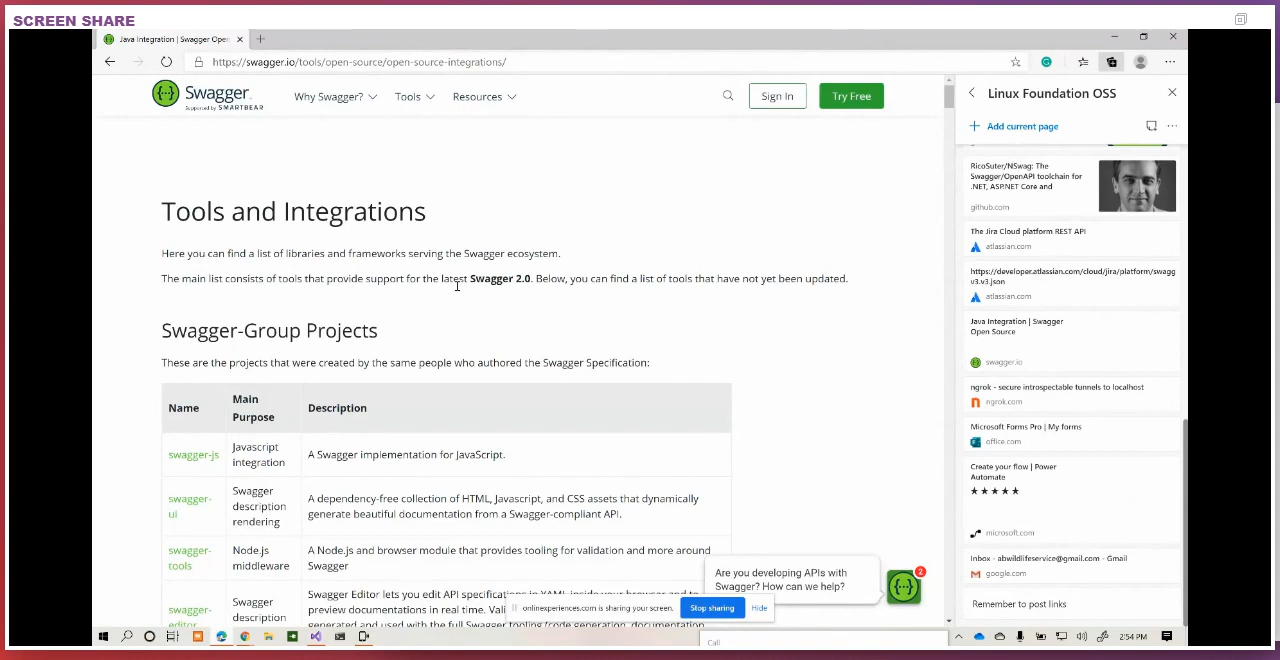 SCREEN SHARE
Java Integration | Swagger Open
https://swagger.io/tools/open-source/open-source-integrations/
Swagger
Supported by SMARTBEAR
Why Swagger?
Tools
Resources
Sign In
Try Free
Tools and Integrations
Here you can find a list of libraries and frameworks serving the Swagger ecosystem.
The main list consists of tools that provide support for the latest Swagger 2.0. Below, you can find a list of tools that have not yet been updated.
Swagger-Group Projects
These are the projects that were created by the same people who authored the Swagger Specification:
Name
Main
Purpose
Description
swagger-js
Javascript
integration
A Swagger implementation for JavaScript.
swagger-
ui
Swagger
description
rendering
A dependency-free collection of HTML, Javascript, and CSS assets that dynamically
generate beautiful documentation from a Swagger-compliant API.
swagger-
tools
Node.js
middleware
A Node.js and browser module that provides tooling for validation and more around
Swagger
swagger-
editor
Swagger
description
Swagger Editor lets you edit API specifications in YAML inside your browser and to
preview documentations in real time. Vali
generated and used with the full Swagger tooling (code generation, documentation,
Are you developing APIs with
Swagger? How can we help?
2
onlinexperiences.com is sharing your screen.
Stop sharing
Hide
Call
Linux Foundation OSS
Add current page
RicoSuter/NSwag: The
Swagger/OpenAPI toolchain for
.NET, ASP.NET Core and
github.com
The Jira Cloud platform REST API
atlassian.com
https://developer.atlassian.com/cloud/jira/platform/swagg
v3.v3.json
atlassian.com
Java Integration | Swagger
Open Source
swagger.io
ngrok - secure introspectable tunnels to localhost
ngrok.com
Microsoft Forms Pro | My forms
office.com
Create your flow | Power
Automate
★★★★★
microsoft.com
Inbox - abwildlifeservice@gmail.com - Gmail
google.com
Remember to post links
2:54 PM